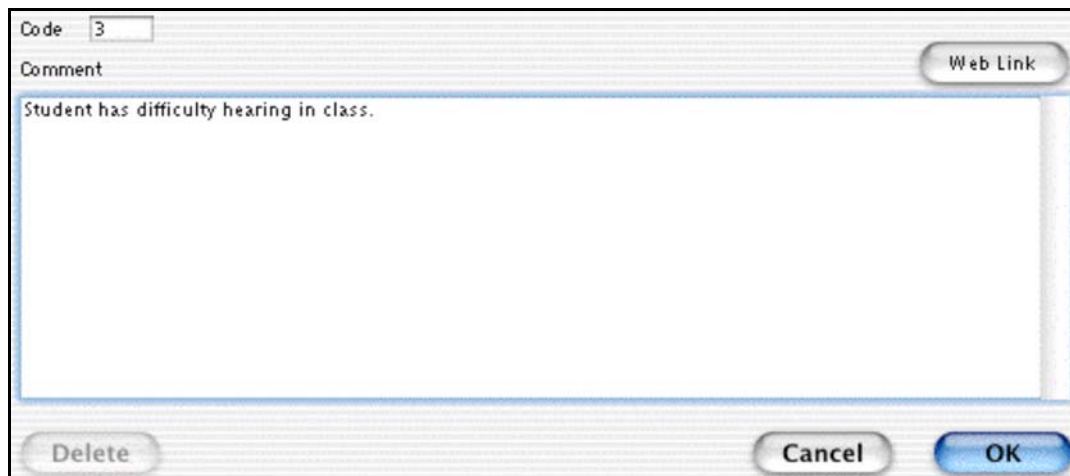 Code 3
Web Link
Comment
Student has difficulty hearing in class.
Delete Cancel OK